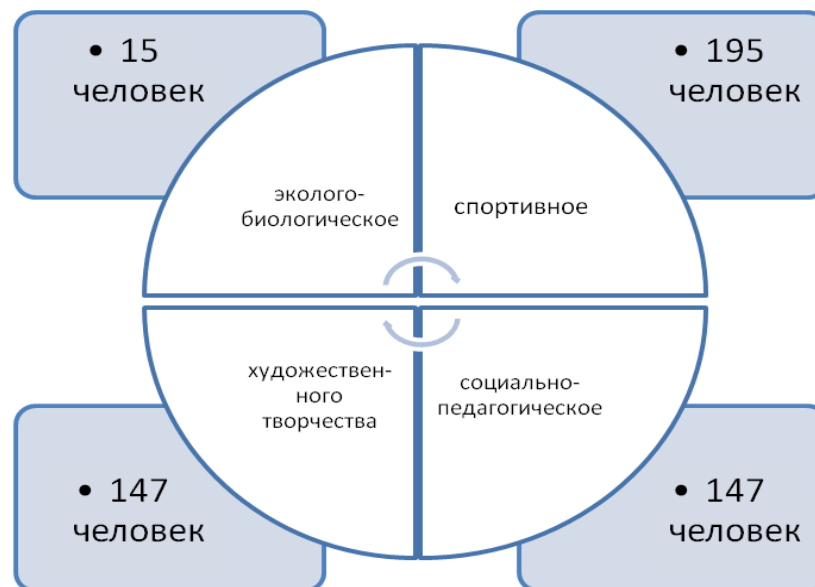 • 15
человек
• 195
человек
эколого-
биологическое
спортивное
художествен-
ного
творчества
социально-
педагогическое
• 147
человек
• 147
человек